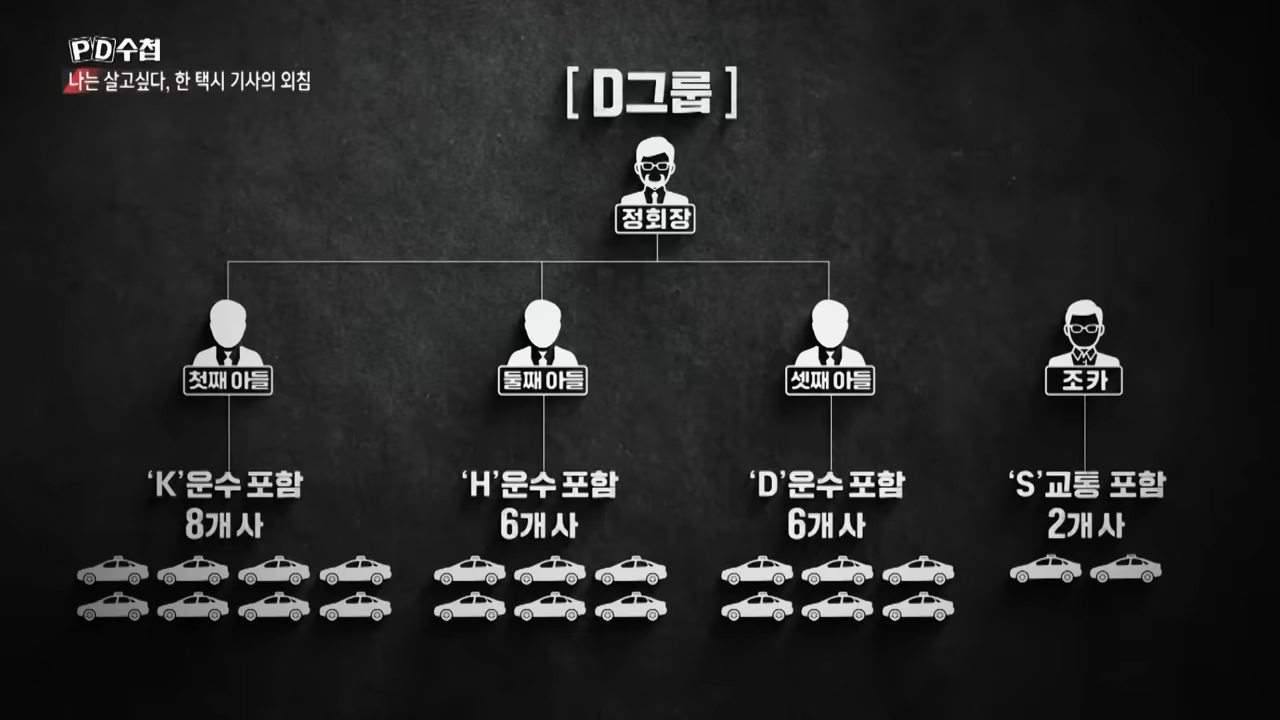 PD수첩
나는 살고싶다, 한 택시 기사의 외침
[ D그룹 ]
정회장
첫째 아들
둘째 아들
셋째 아들
조카
‘K’운수 포함
8개 사
‘H’운수 포함
6개 사
‘D’운수 포함
6개 사
‘S’교통 포함
2개 사